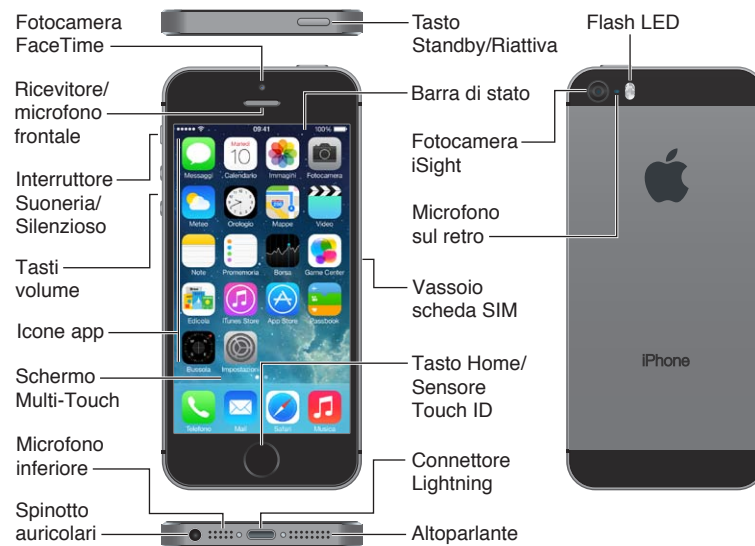 Fotocamera
FaceTime
Ricevitore/
microfono
frontale
Interruttore
Suoneria/
Silenzioso
Tasti
volume
Icone app
Schermo
Multi-Touch
Microfono
inferiore
Spinotto
auricolari
09:41
100%
Martedì
10
Messaggi
Calendario
Immagini
Fotocamera
Meteo
Orologio
Mappe
Video
Note
Promemoria
Borsa
Game Center
Edicola
iTunes Store
App Store
Passbook
Bussola
Impostazioni
Telefono
Mail
Safari
Musica
Tasto
Standby/Riattiva
Barra di stato
Vassoio
scheda SIM
Tasto Home/
Sensore
Touch ID
Connettore
Lightning
Altoparlante
Flash LED
Fotocamera
iSight
Microfono
sul retro
iPhone